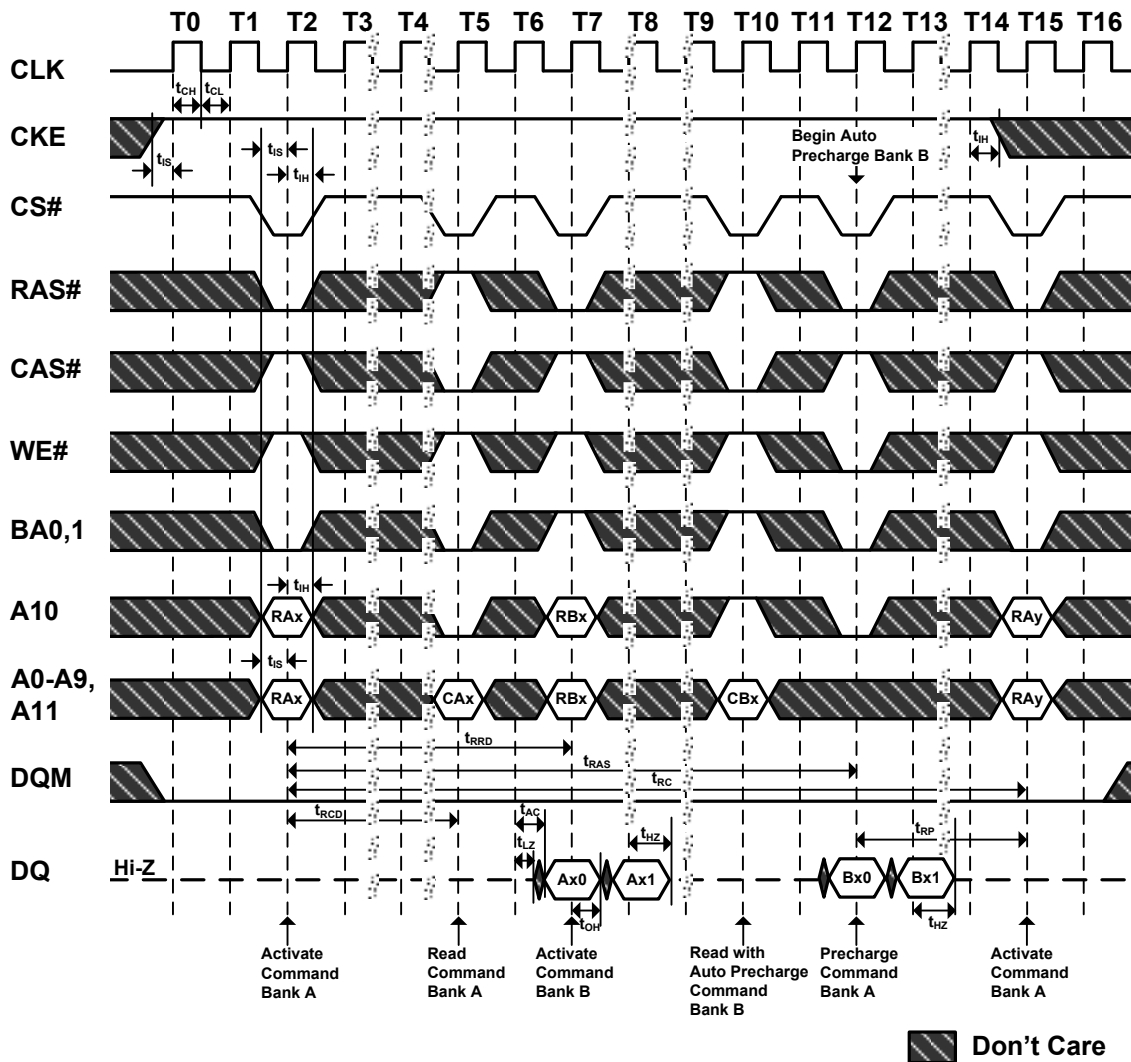 T0 T1 T2 T3 T4 T5 T6 T7 T8 T9 T10 T11 T12 T13 T14 T15 T16
CLK
tCH tCL
CKE
tIS
tIS
tIH
Begin Auto
Precharge Bank B
tIH
CS#
RAS#
CAS#
WE#
BA0,1
tIH
A10
RAx
RBx
RAy
tIS
A0-A9,
A11
RAx
CAx
RBx
CBx
RAy
tRRD
tRAS
tRC
DQM
tRCD
tAC
tRP
tLZ
tHZ
DQ
Hi-Z
Ax0
Ax1
Bx0
Bx1
tOH
tHZ
Activate
Command
Bank A
Read
Command
Bank A
Activate
Command
Bank B
Read with
Auto Precharge
Command
Bank B
Precharge
Command
Bank A
Activate
Command
Bank A
Don't Care